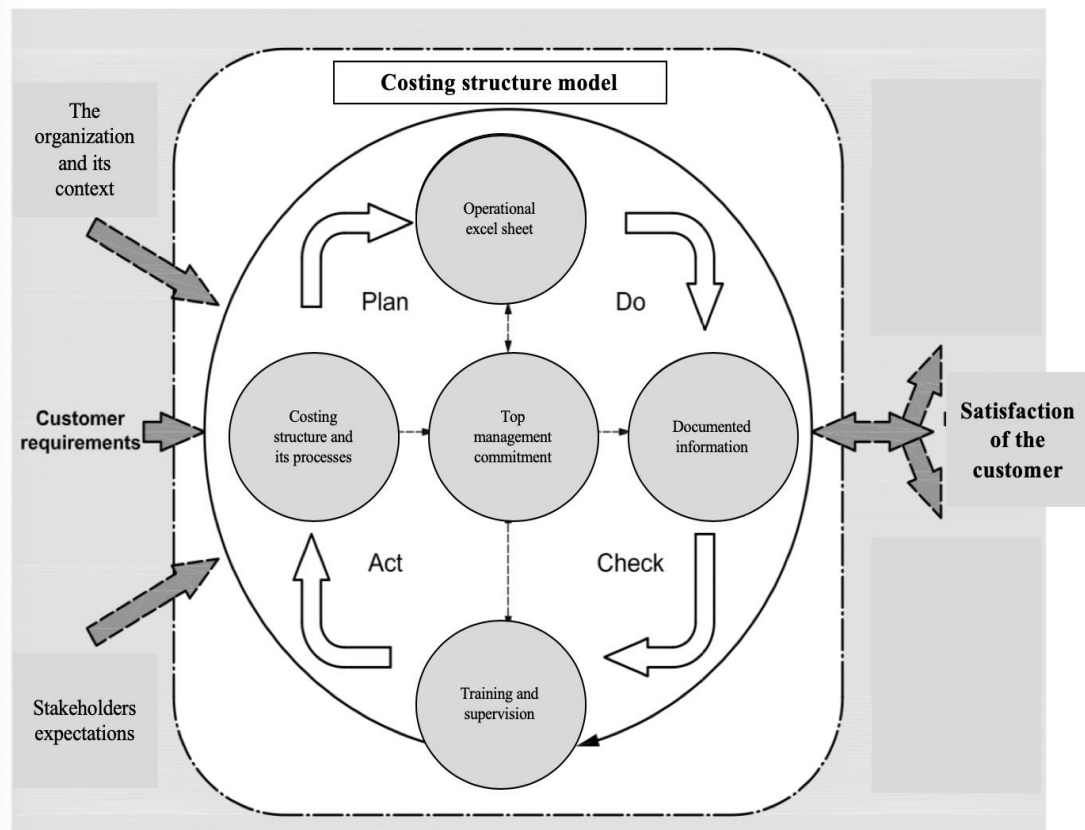 Costing structure model
The
organization
and its
context
Operational
excel sheet
Plan
Do
Customer
requirements
Costing
structure and
its processes
Top
management
commitment
Documented
information
Satisfaction
of the
customer
Act
Check
Stakeholders
expectations
Training and
supervision